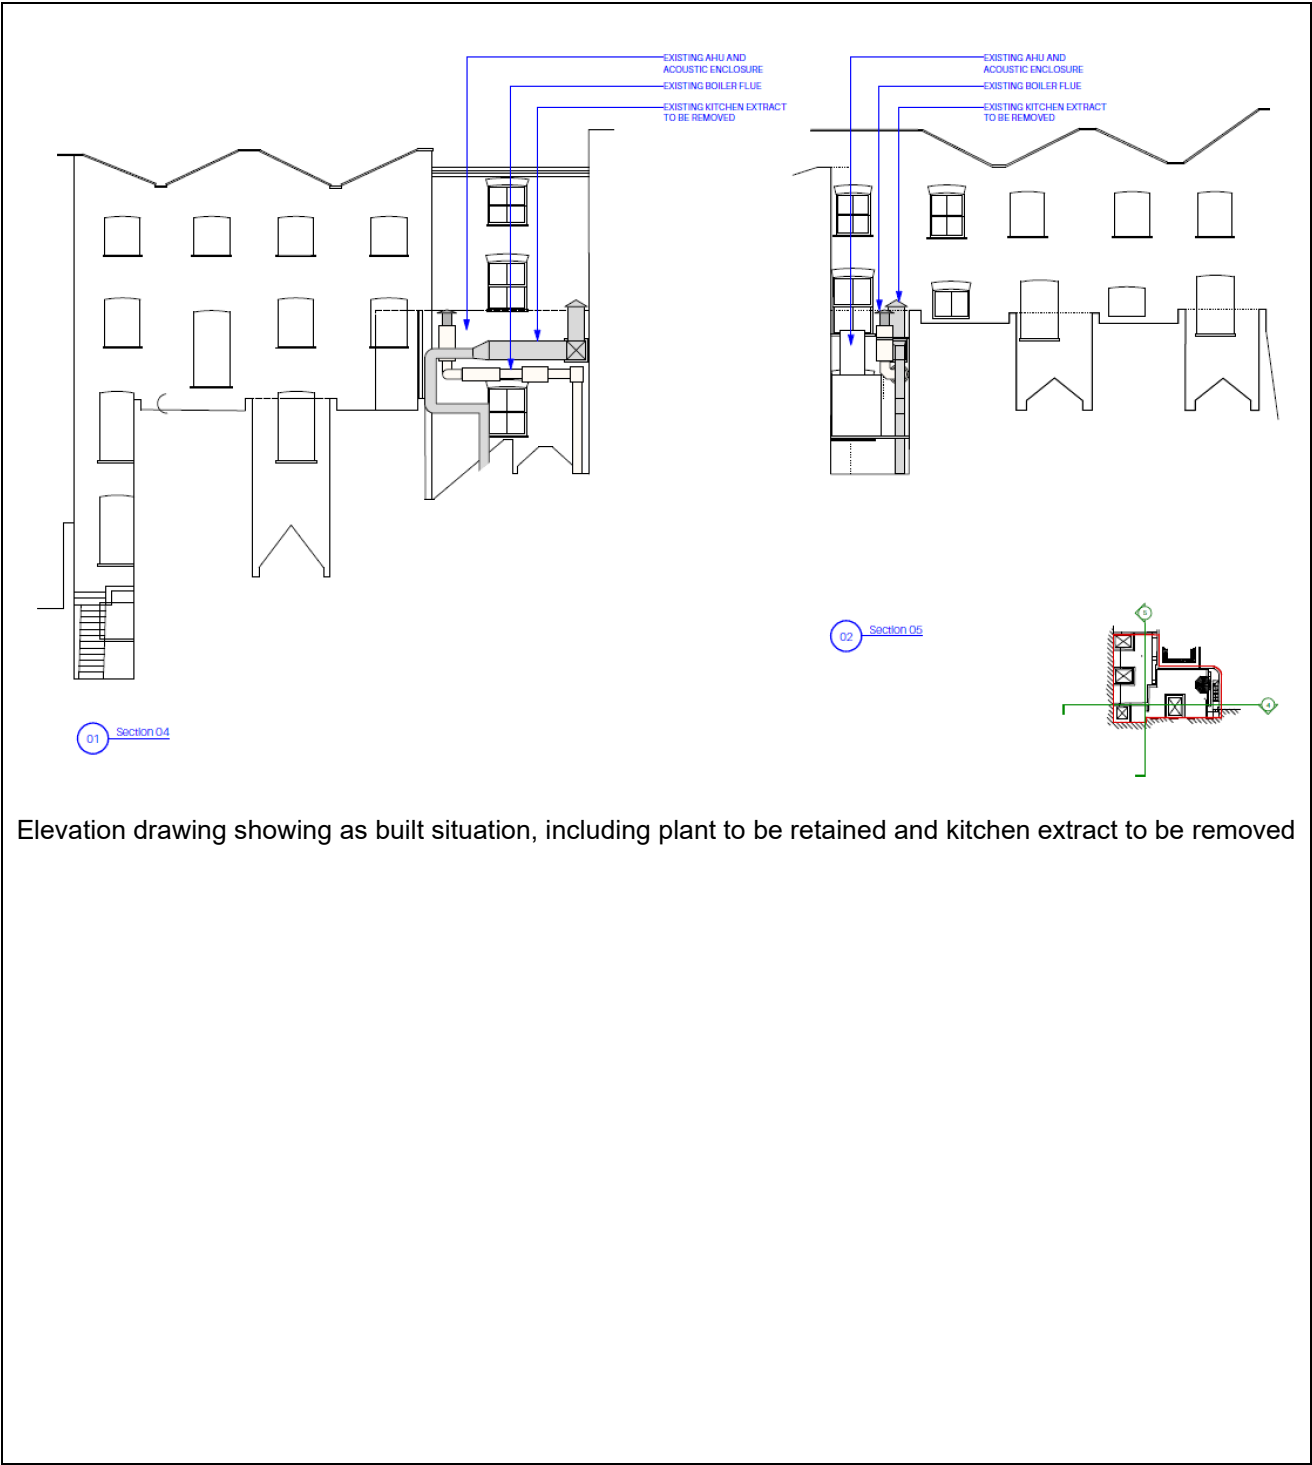 EXISTING AHU AND
ACOUSTIC ENCLOSURE
EXISTING BOILER FLUE
EXISTING KITCHEN EXTRACT
TO BE REMOVED
EXISTING AHU AND
ACOUSTIC ENCLOSURE
EXISTING BOILER FLUE
EXISTING KITCHEN EXTRACT
TO BE REMOVED
02 Section 05
5
4
01 Section 04
Elevation drawing showing as built situation, including plant to be retained and kitchen extract to be removed